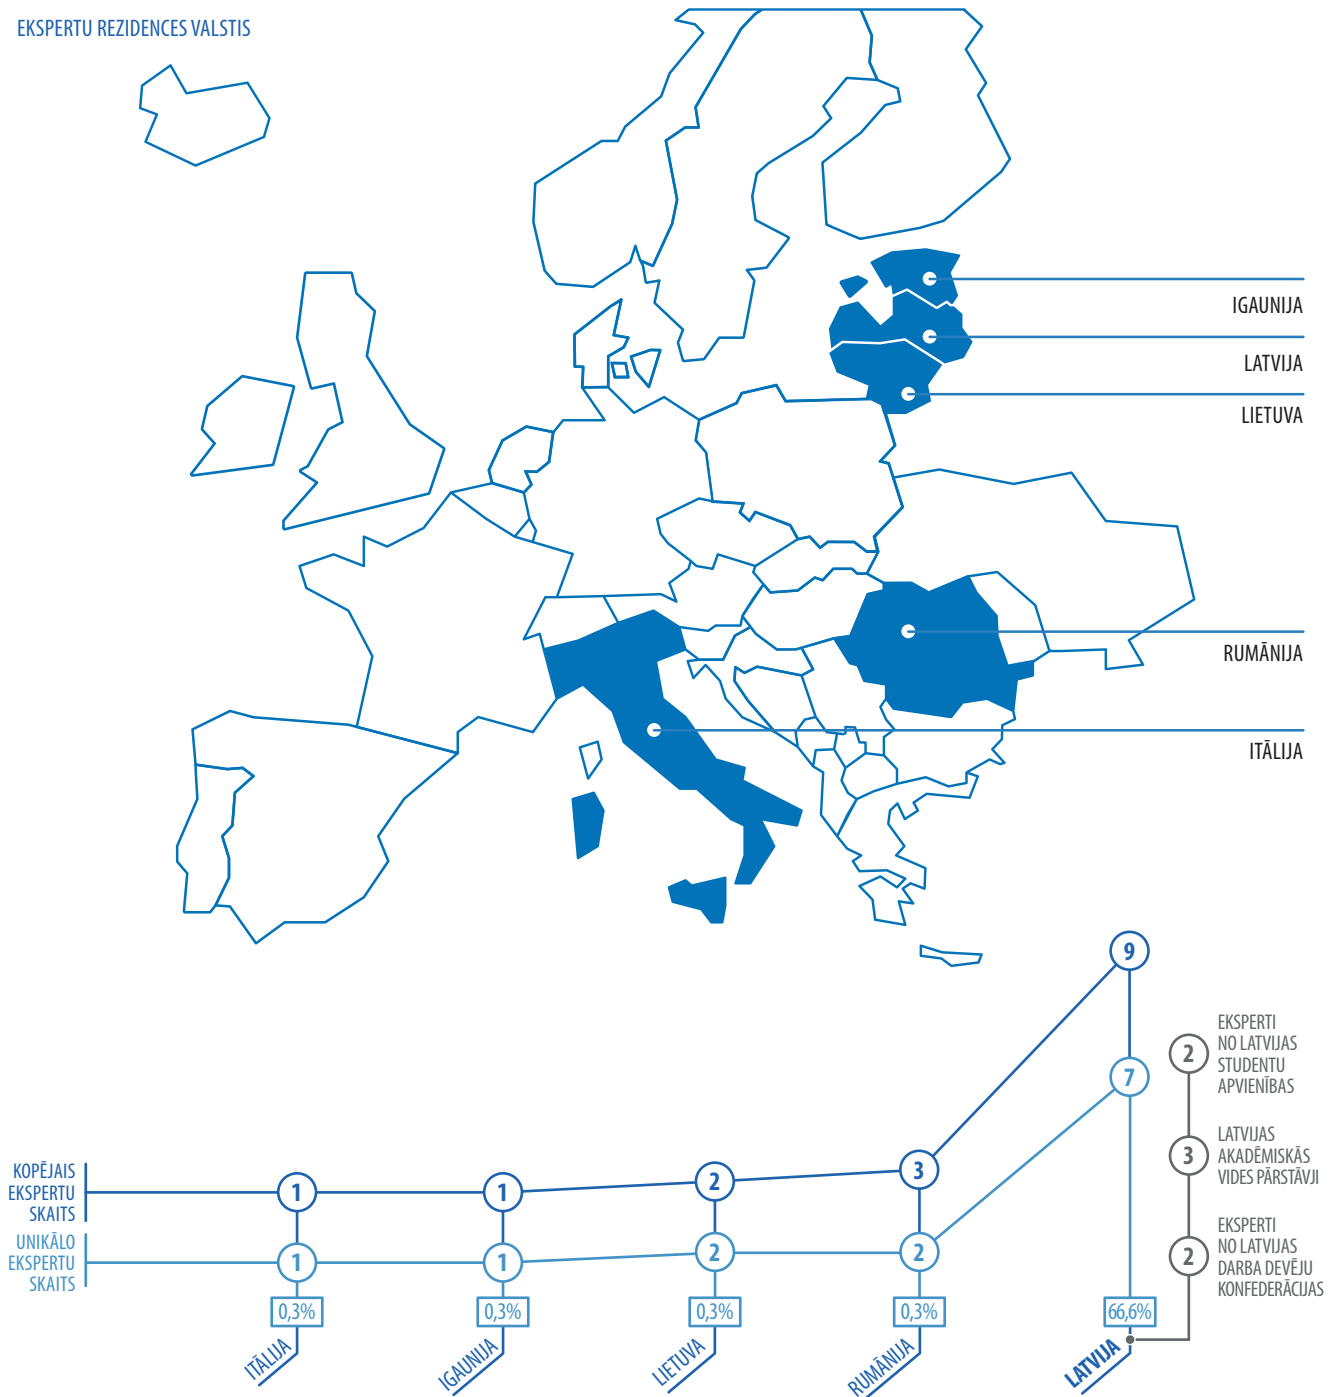 EKSPERTU REZIDENCES VALSTIS
IGAUNIJA
LATVIJA
LIETUVA
RUMĀNIJA
ITĀLIJA
9
7
2
EKSPERTI
NO LATVIJAS
STUDENTU
APVIENĪBAS
3
LATVIJAS
AKADĒMISKĀS
VIDES PĀRSTĀVJI
2
EKSPERTI
NO LATVIJAS
DARBA DEVĒJU
KONFEDERĀCIJAS
KOPĒJAIS
EKSPERTU
SKAITS
1
1
2
3
UNIKĀLO
EKSPERTU
SKAITS
1
1
2
2
0,3%
0,3%
0,3%
0,3%
66,6%
ITĀLIJA
IGAUNIJA
LIETUVA
RUMĀNIJA
LATVIJA